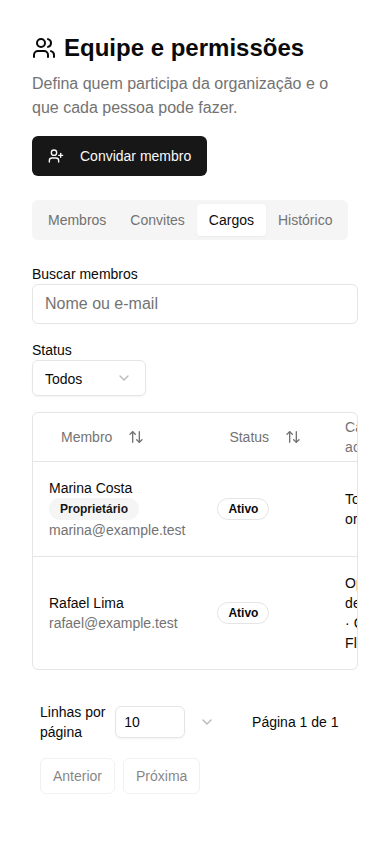 Equipe e permissões
Defina quem participa da organização e o
que cada pessoa pode fazer.
Convidar membro
Membros Convites Cargos Histórico
Buscar membros
Nome ou e-mail
Status
Todos
Membro Status
Marina Costa
Proprietário
marina@example.test
Ativo
Rafael Lima
rafael@example.test
Ativo
Linhas por
página
10
Página 1 de 1
Anterior Próxima